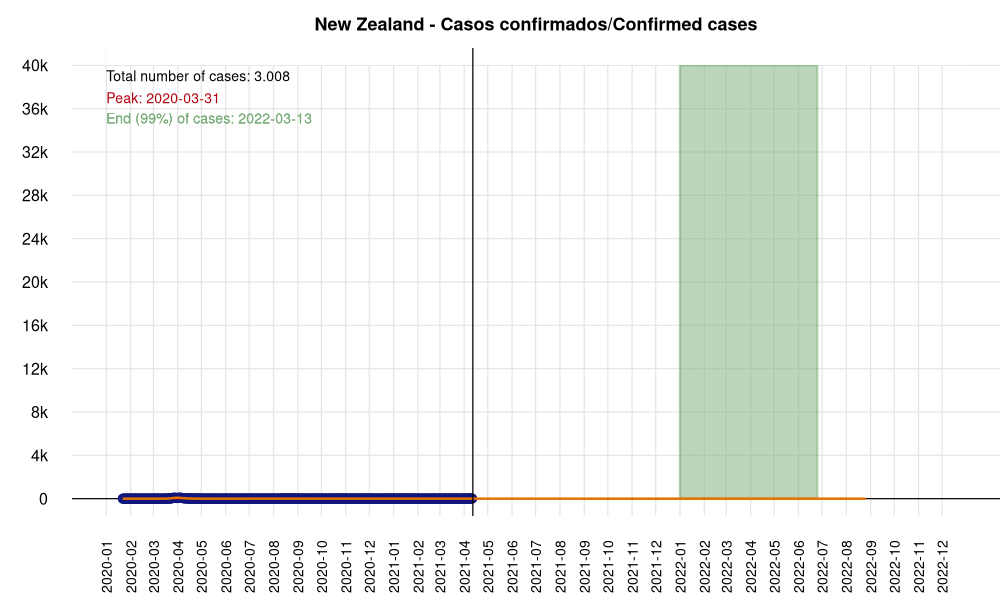 New Zealand - Casos confirmados/Confirmed cases
Total number of cases: 3.008
Peak: 2020-03-31
End (99%) of cases: 2022-03-13
40k
36k
32k
28k
24k
20k
16k
12k
8k
4k
0
2020-01
2020-02
2020-03
2020-04
2020-05
2020-06
2020-07
2020-08
2020-09
2020-10
2020-11
2020-12
2021-01
2021-02
2021-03
2021-04
2021-05
2021-06
2021-07
2021-08
2021-09
2021-10
2021-11
2021-12
2022-01
2022-02
2022-03
2022-04
2022-05
2022-06
2022-07
2022-08
2022-09
2022-10
2022-11
2022-12